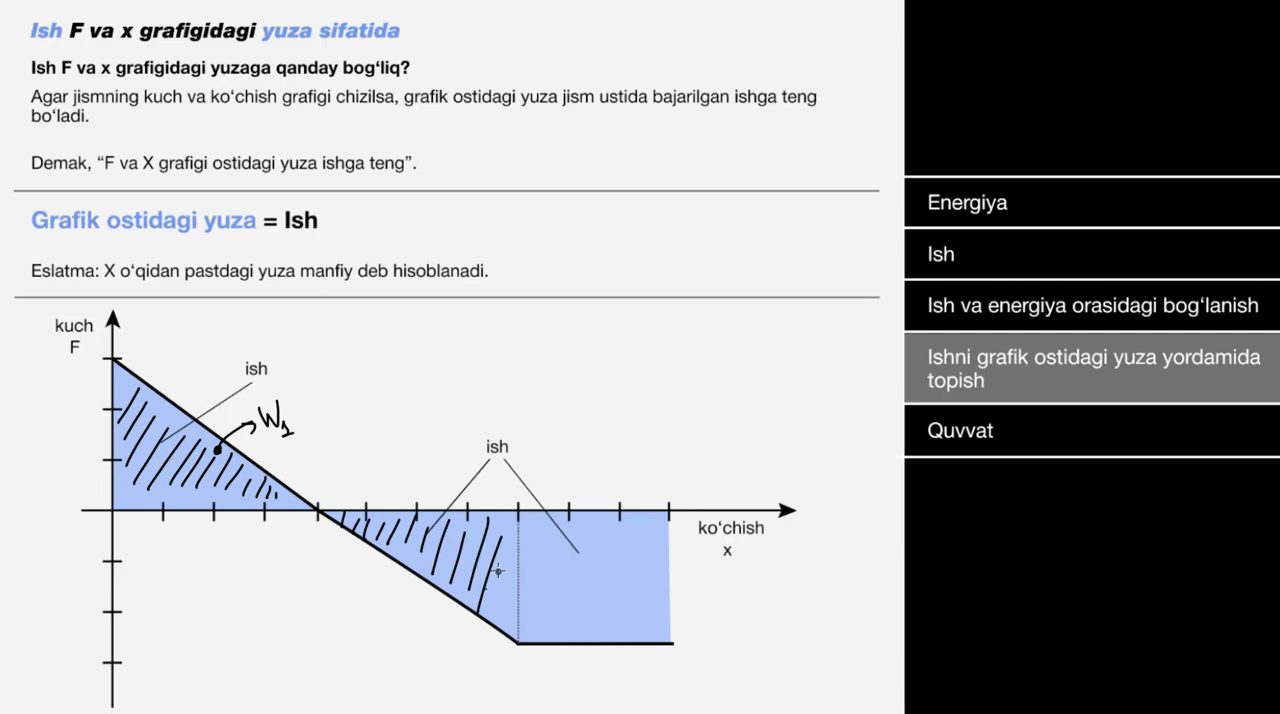 Ish F va x grafigidagi yuza sifatida
Ish F va x grafigidagi yuzaga qanday bog‘liq?
Agar jismning kuch va ko‘chish grafigi chizilsa, grafik ostidagi yuza jism ustida bajarilgan ishga teng
bo‘ladi.
Demak, “F va X grafigi ostidagi yuza ishga teng”.
Grafik ostidagi yuza = Ish
Eslatma: X o‘qidan pastdagi yuza manfiy deb hisoblanadi.
kuch
F
ish
W₁
ish
ko‘chish
x
Energiya
Ish
Ish va energiya orasidagi bog‘lanish
Ishni grafik ostidagi yuza yordamida
topish
Quvvat